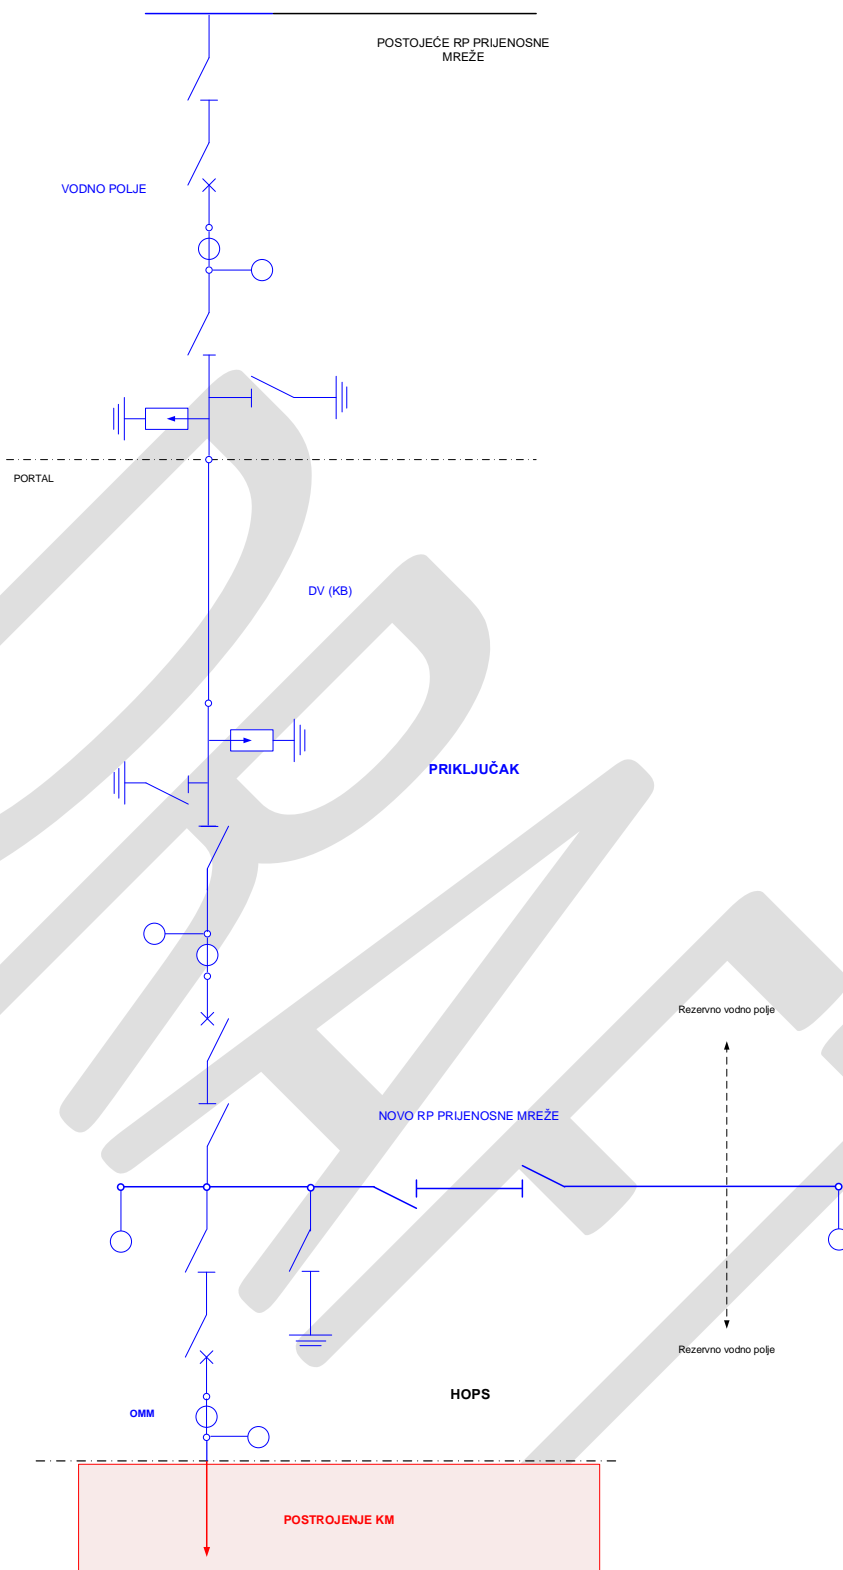 POSTOJEĆE RP PRIJENOSNE
MREŽE
VODNO POLJE
PORTAL
DV (KB)
PRIKLJUČAK
Rezervno vodno polje
NOVO RP PRIJENOSNE MREŽE
Rezervno vodno polje
HOPS
OMM
POSTROJENJE KM